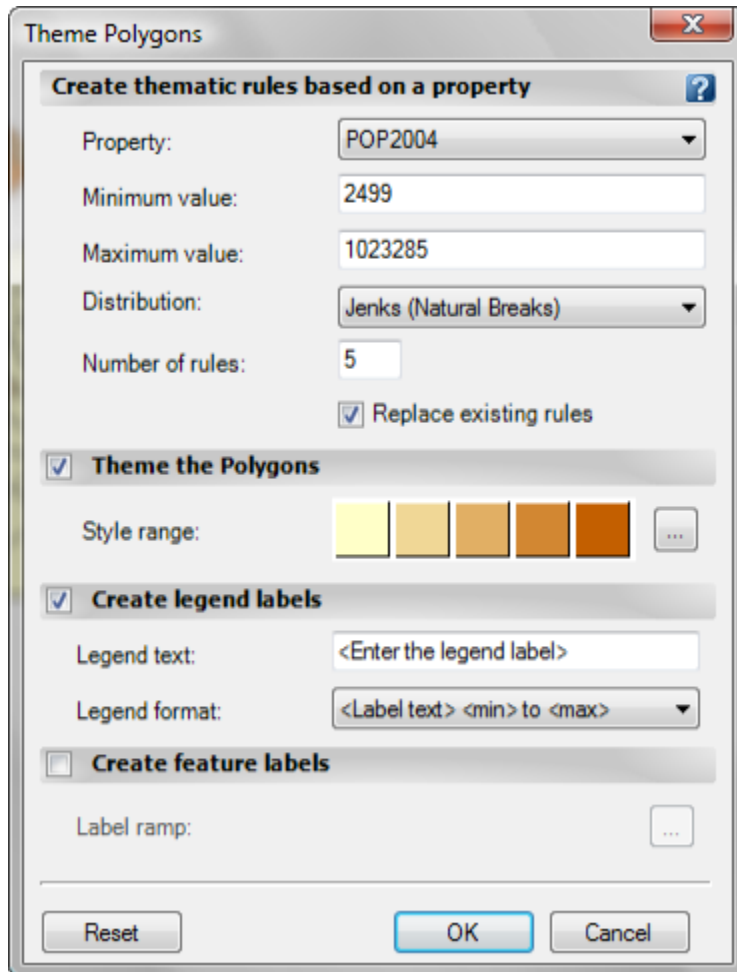 Theme Polygons
Create thematic rules based on a property
?
Property: POP2004
Minimum value: 2499
Maximum value: 1023285
Distribution: Jenks (Natural Breaks)
Number of rules: 5
Replace existing rules
Theme the Polygons
Style range: ...
Create legend labels
Legend text: <Enter the legend label>
Legend format: <Label text> <min> to <max>
Create feature labels
Label ramp: ...
Reset OK Cancel